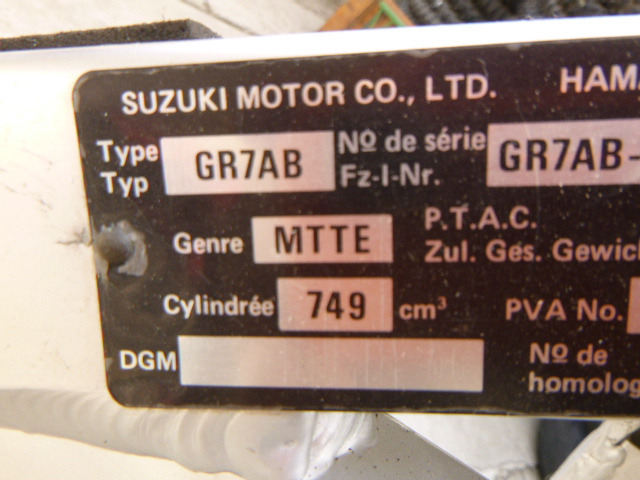 SUZUKI MOTOR CO., LTD. HAMA
Type GR7AB Nº de série GR7AB-
Typ Fz-I-Nr.
Genre MTTE P.T.A.C.
Zul. Ges. Gewic
Cylindrée 749 cm³ PVA No.
DGM Nº de
homolog